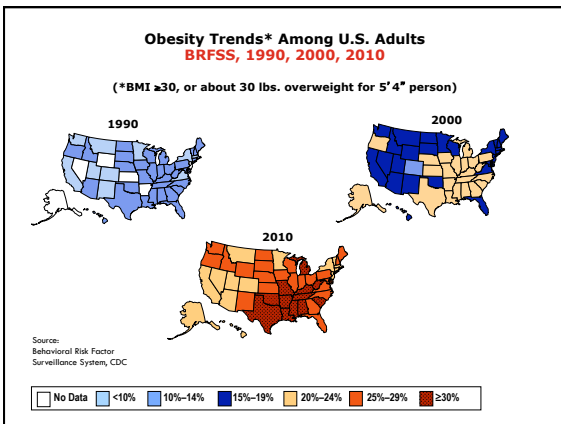 Obesity Trends* Among U.S. Adults
BRFSS, 1990, 2000, 2010
(*BMI ≥30, or about 30 lbs. overweight for 5’4” person)
1990
2000
2010
Source:
Behavioral Risk Factor
Surveillance System, CDC
No Data <10% 10%–14% 15%–19% 20%–24% 25%–29% ≥30%